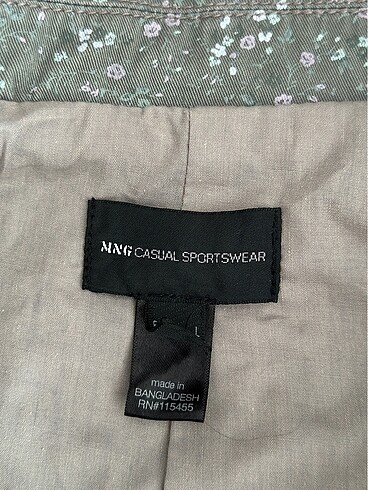 MNG CASUAL SPORTSWEAR
made in
BANGLADESH
RN#115455